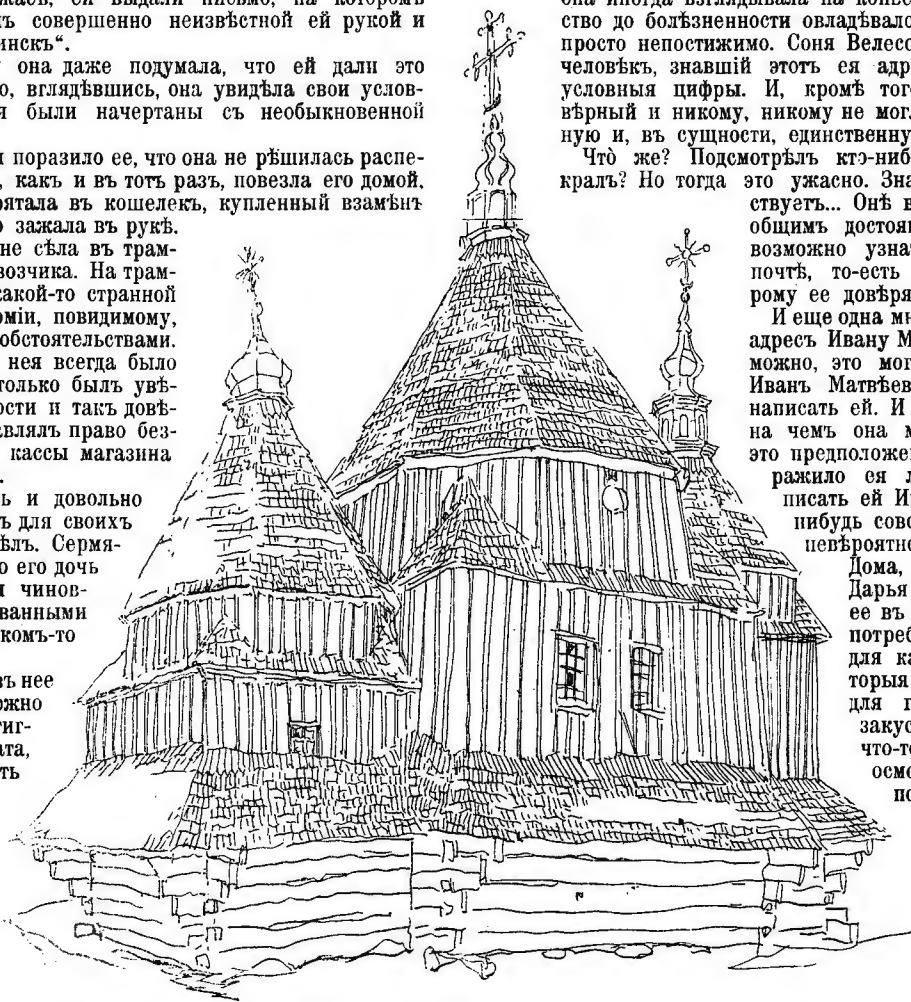 ей выдали письмо, на которомъ
ъ совершенно неизвѣстной ей рукой и
инскъ“.
она даже подумала, что ей дали это
о, вглядѣвшись, она увидѣла свои услов-
я были начертаны съ необыкновенной
поразило ее, что она не рѣшилась распе-
, какъ и въ тотъ разъ, повезла его домой.
рятала въ кошелекъ, купленный взамѣнъ
зажала въ рукѣ.
не сѣла въ трам-
возчика. На трам-
какой-то странной
оміи, повидимому,
обстоятельствами.
нея всегда было
только былъ увѣ-
ости и такъ довѣ-
влялъ право без-
кассы магазина
.
ь и довольно
ъ для своихъ
ѣлъ. Сермя-
о его дочь
чинов-
ванными
комъ-то
въ нее
ожно
тиг-
ата,
ть
она иногда взглядывала на конве
ство до болѣзненности овладѣвало
просто непостижимо. Соня Велесо
человѣкъ, знавшій этотъ ея адр
условныя цифры. И, кромѣ тог
вѣрный и никому, никому не мог
ную и, въ сущности, единственну
Что̀ же? Подсмотрѣлъ кто-ниб
кралъ? Но тогда это ужасно. Зна
ствуетъ... Онѣ в
общимъ достоя
возможно узна
почтѣ, то-есть
рому ее довѣря
И еще одна мы
адресъ Ивану М
можно, это мог
Иванъ Матвѣев
написать ей. И
на чемъ она м
это предположе
ражило ея л
писать ей И
нибудь сове
невѣроятно
Дома,
Дарья
ее въ
потреб
для ка
торыя
для г
закус
что-то
осмо
по